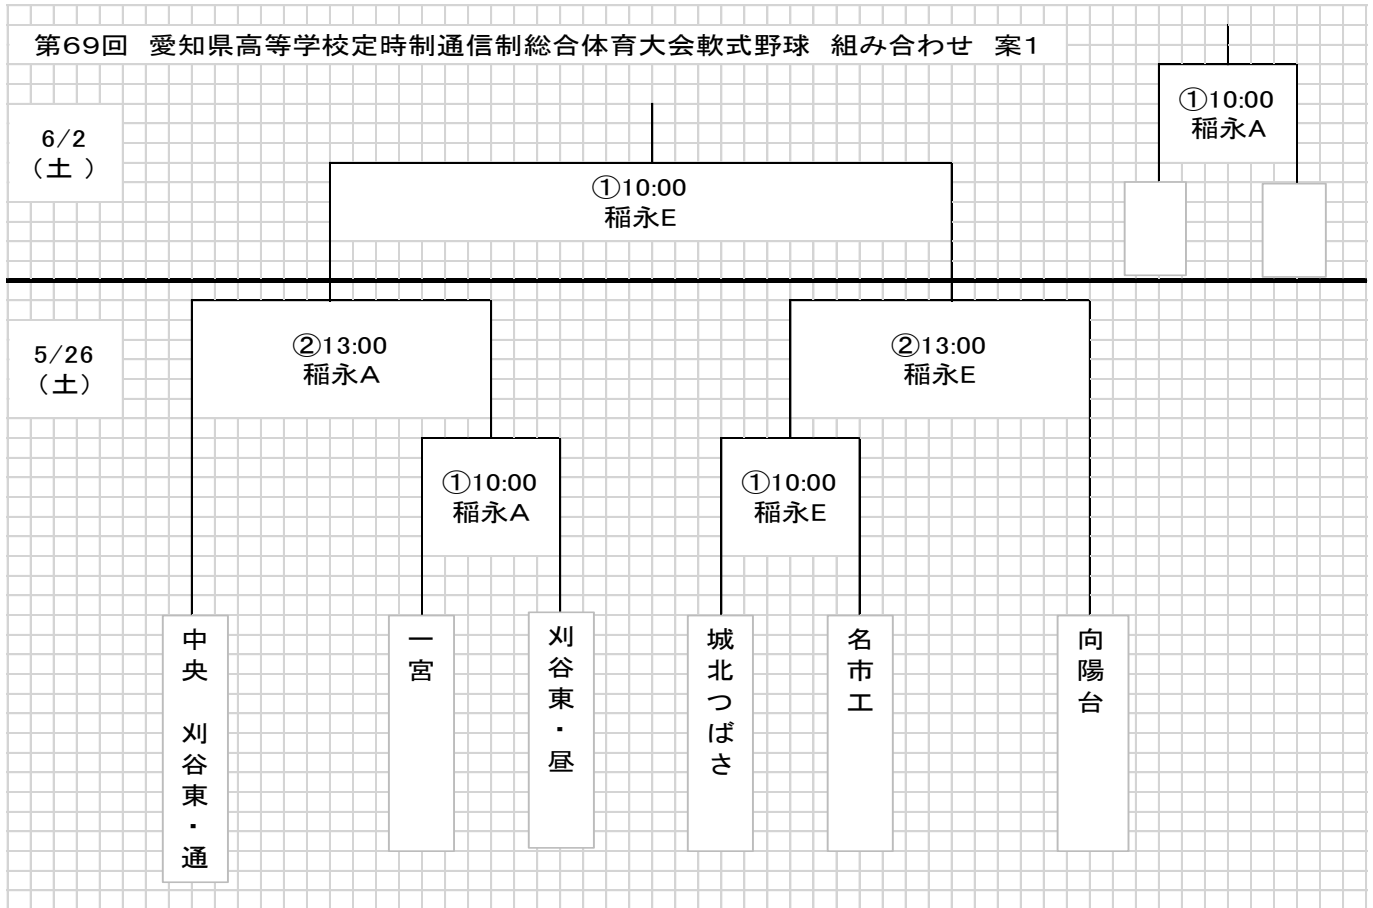 第69回 愛知県高等学校定時制通信制総合体育大会軟式野球 組み合わせ 案1
①10:00
稲永A
6/2
(土 )
①10:00
稲永E
5/26
(土)
②13:00
稲永A
②13:00
稲永E
①10:00
稲永A
①10:00
稲永E
中央 刈谷東・通
一宮
刈谷東・昼
城北つばさ
名市工
向陽台